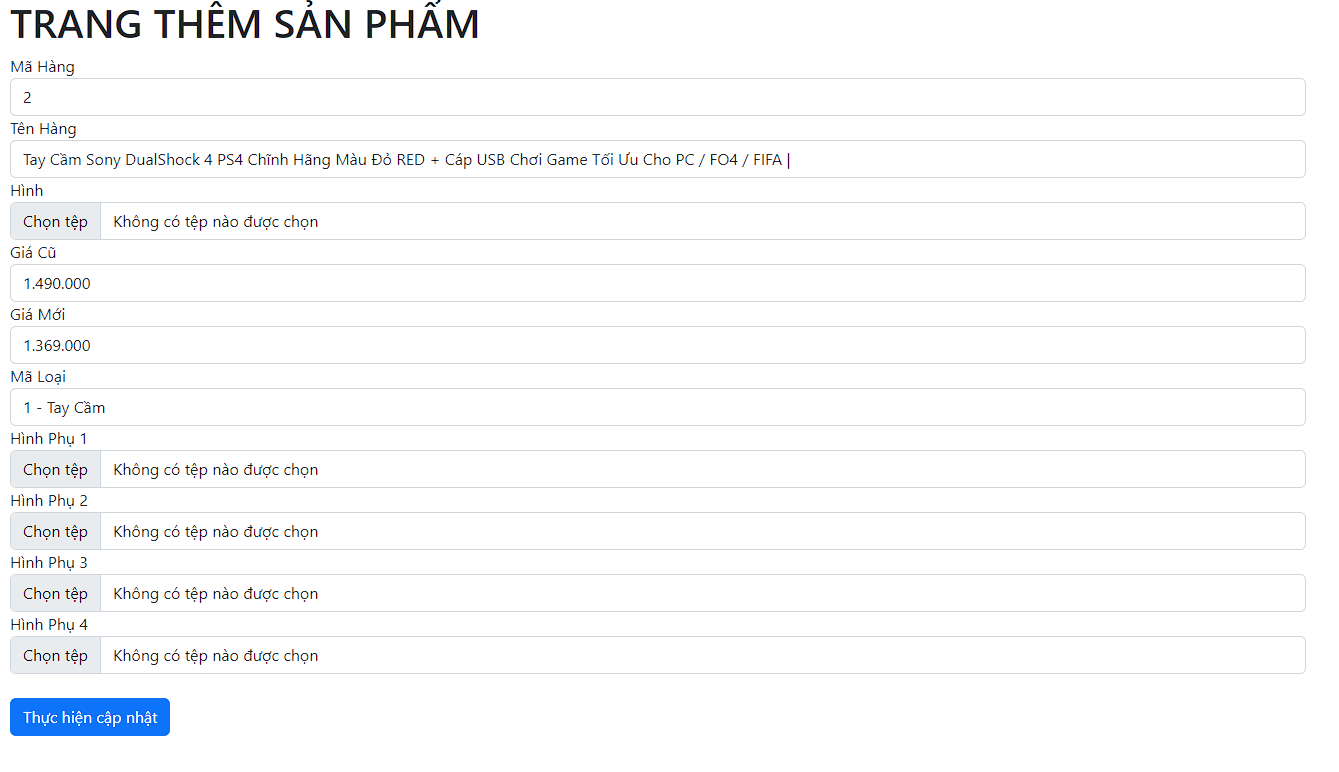 TRANG THÊM SẢN PHẨM
Mã Hàng
2
Tên Hàng
Tay Cầm Sony DualShock 4 PS4 Chĩnh Hãng Màu Đỏ RED + Cáp USB Chơi Game Tối Ưu Cho PC / FO4 / FIFA |
Hình
Chọn tệp Không có tệp nào được chọn
Giá Cũ
1.490.000
Giá Mới
1.369.000
Mã Loại
1 - Tay Cầm
Hình Phụ 1
Chọn tệp Không có tệp nào được chọn
Hình Phụ 2
Chọn tệp Không có tệp nào được chọn
Hình Phụ 3
Chọn tệp Không có tệp nào được chọn
Hình Phụ 4
Chọn tệp Không có tệp nào được chọn
Thực hiện cập nhật